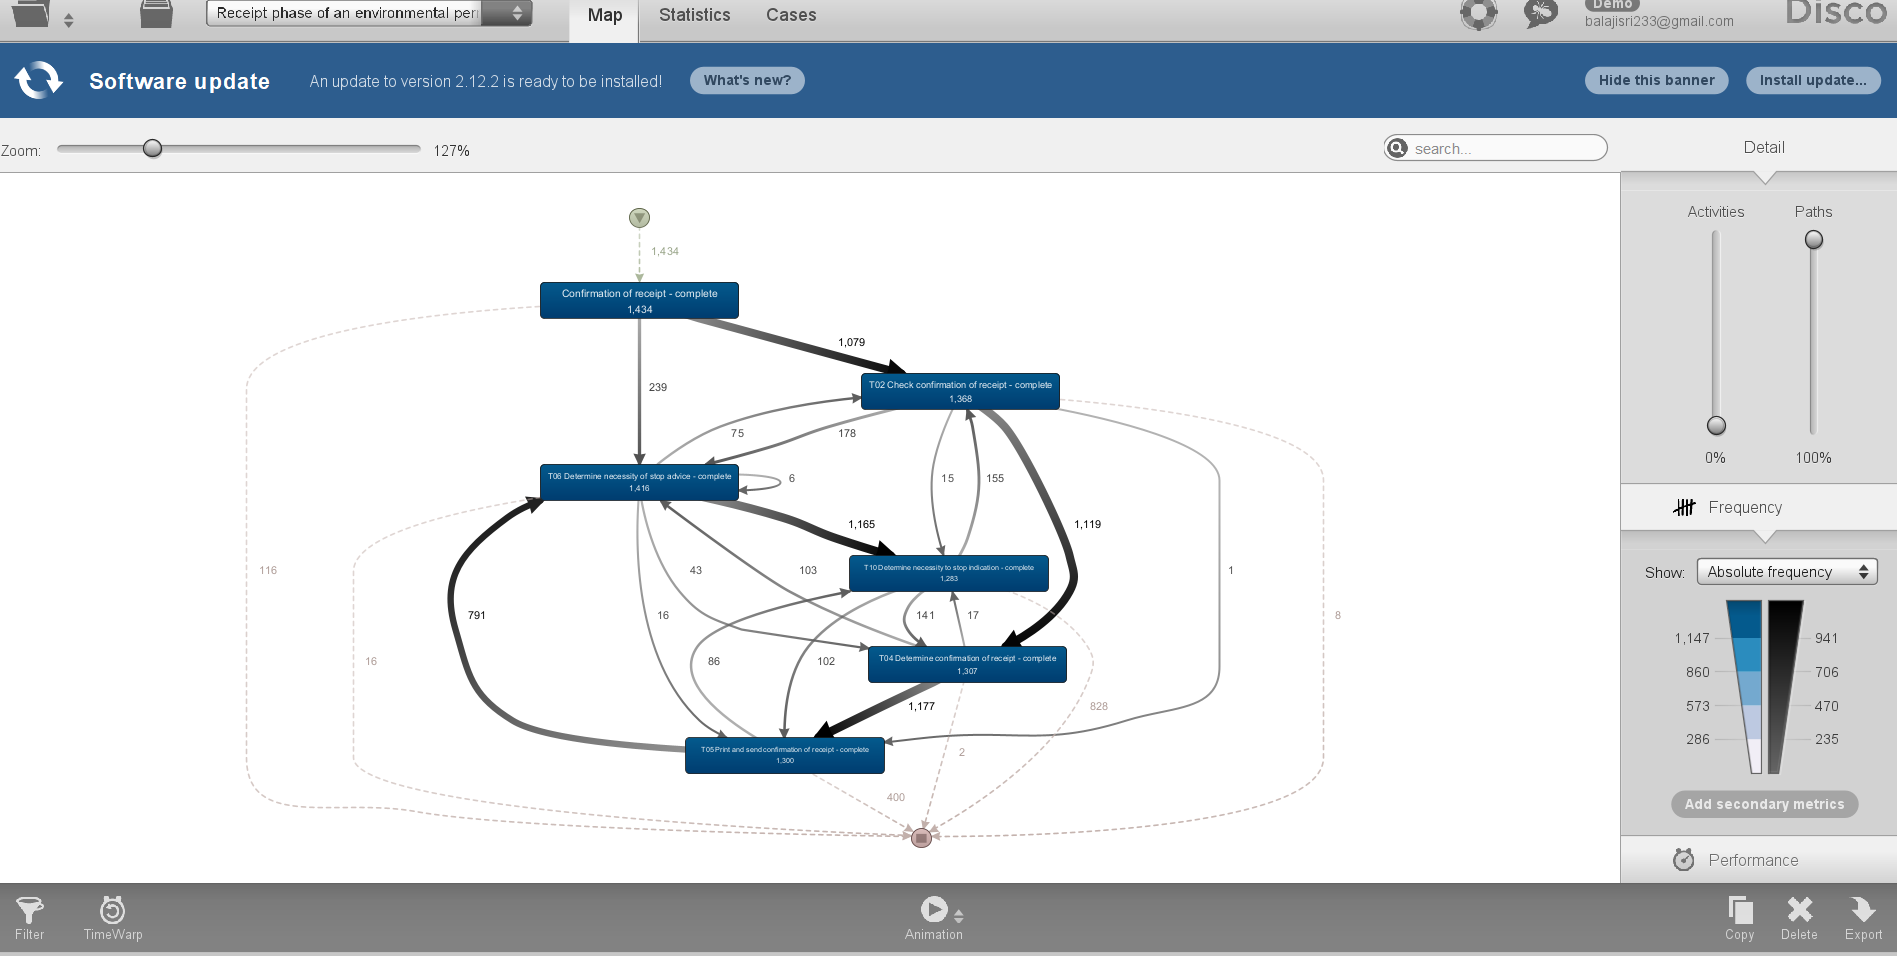 Receipt phase of an environmental per
Map
Statistics
Cases
Demo
balajisri233@gmail.com
Disco
Software update
An update to version 2.12.2 is ready to be installed!
What's new?
Hide this banner
Install update...
Zoom:
127%
search...
Detail
Activities
Paths
0%
100%
Frequency
Show:
Absolute frequency
1,147
941
860
706
573
470
286
235
Add secondary metrics
Performance
1,434
Confirmation of receipt - complete
1,434
1,079
239
T02 Check confirmation of receipt - complete
1,368
75
178
T06 Determine necessity of stop advice - complete
1,416
6
15
155
1,165
1,119
T10 Determine necessity to stop indication - complete
1,283
116
43
103
1
791
16
141
17
8
16
86
102
T04 Determine confirmation of receipt - complete
1,307
1,177
828
T05 Print and send confirmation of receipt - complete
1,300
2
400
Filter
TimeWarp
Animation
Copy
Delete
Export